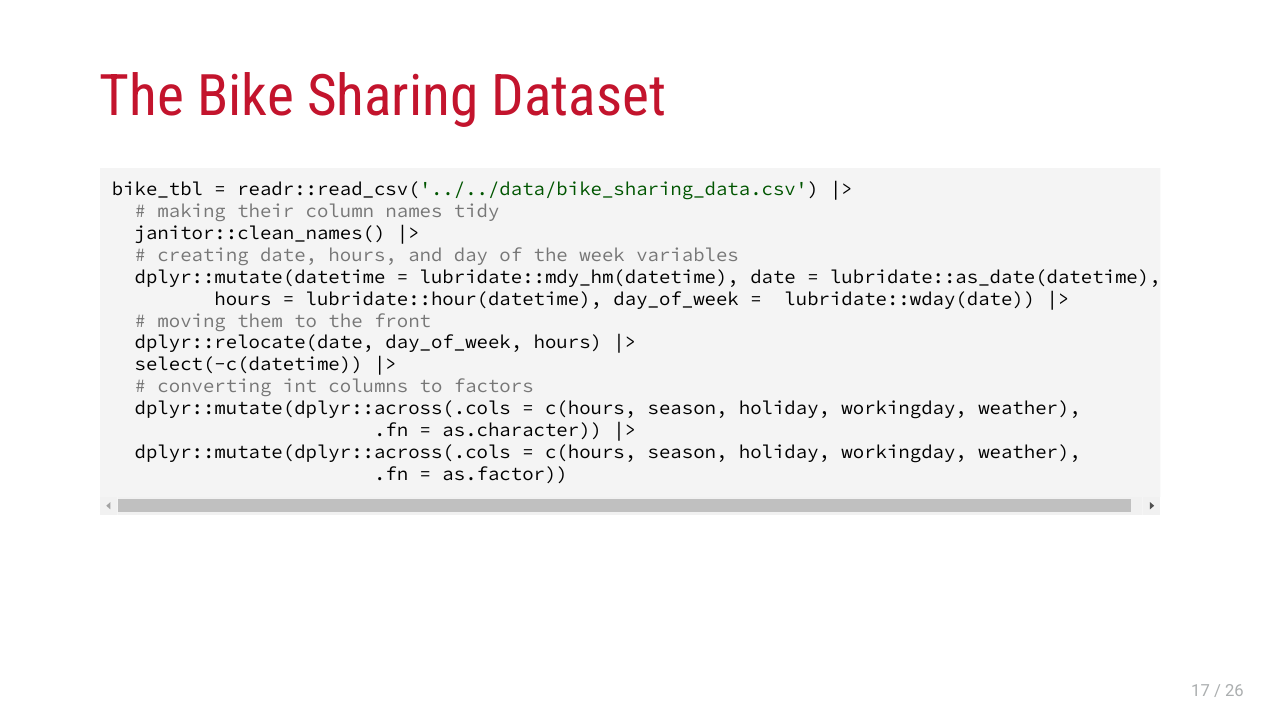 The Bike Sharing Dataset
bike_tbl = readr::read_csv('../../data/bike_sharing_data.csv') |>
  # making their column names tidy
  janitor::clean_names() |>
  # creating date, hours, and day of the week variables
  dplyr::mutate(datetime = lubridate::mdy_hm(datetime), date = lubridate::as_date(datetime),
         hours = lubridate::hour(datetime), day_of_week =  lubridate::wday(date)) |>
  # moving them to the front
  dplyr::relocate(date, day_of_week, hours) |>
  select(-c(datetime)) |>
  # converting int columns to factors
  dplyr::mutate(dplyr::across(.cols = c(hours, season, holiday, workingday, weather),
                       .fn = as.character)) |>
  dplyr::mutate(dplyr::across(.cols = c(hours, season, holiday, workingday, weather),
                       .fn = as.factor))
17 / 26